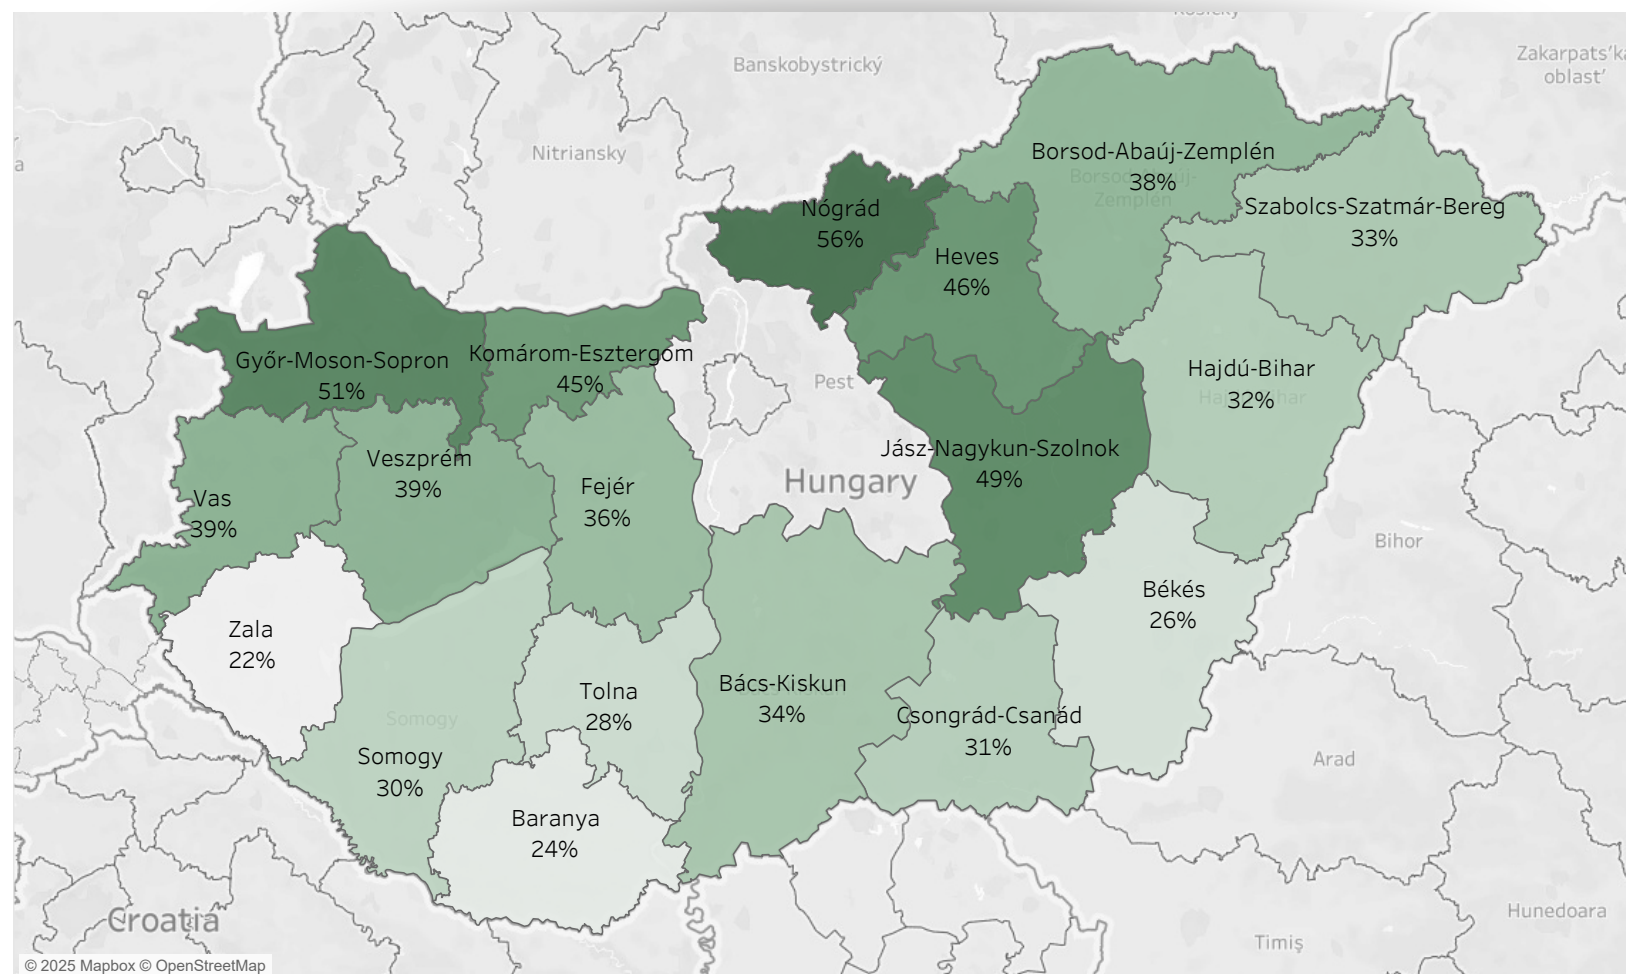 Zakarpats'ka
oblast'
Banskobystrický
Nitriansky
Borsod-Abaúj-Zemplén
38%
Nógrád
56%
Szabolcs-Szatmár-Bereg
33%
Heves
46%
Győr-Moson-Sopron
51%
Komárom-Esztergom
45%
Pest
Hajdú-Bihar
32%
Jász-Nagykun-Szolnok
49%
Veszprém
39%
Hungary
Vas
39%
Fejér
36%
Bihor
Békés
26%
Zala
22%
Tolna
28%
Bács-Kiskun
34%
Csongrád-Csanád
31%
Somogy
Somogy
30%
Arad
Baranya
24%
Croatia
Hunedoara
Timiș
© 2025 Mapbox © OpenStreetMap